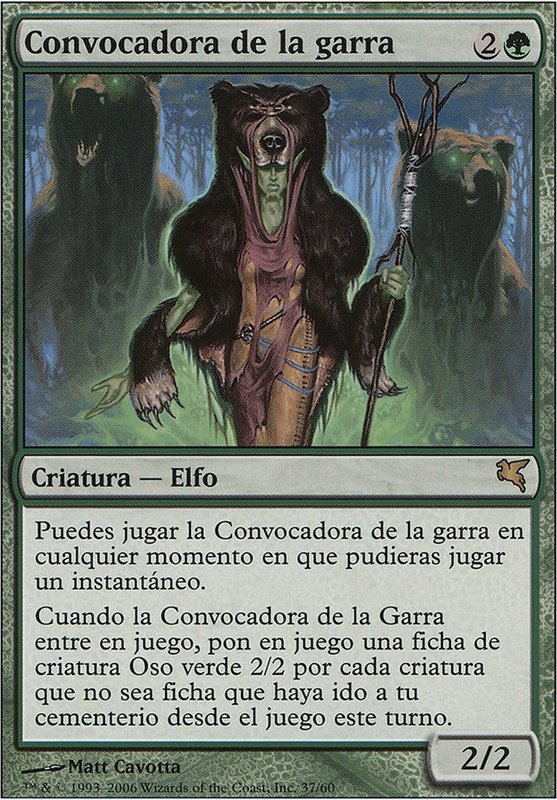 Convocadora de la garra 2
Criatura — Elfo
Puedes jugar la Convocadora de la garra en
cualquier momento en que pudieras jugar
un instantáneo.
Cuando la Convocadora de la Garra
entre en juego, pon en juego una ficha de
criatura Oso verde 2/2 por cada criatura
que no sea ficha que haya ido a tu
cementerio desde el juego este turno.
2/2
Matt Cavotta
™ & © 1993-2006 Wizards of the Coast, Inc. 37/60